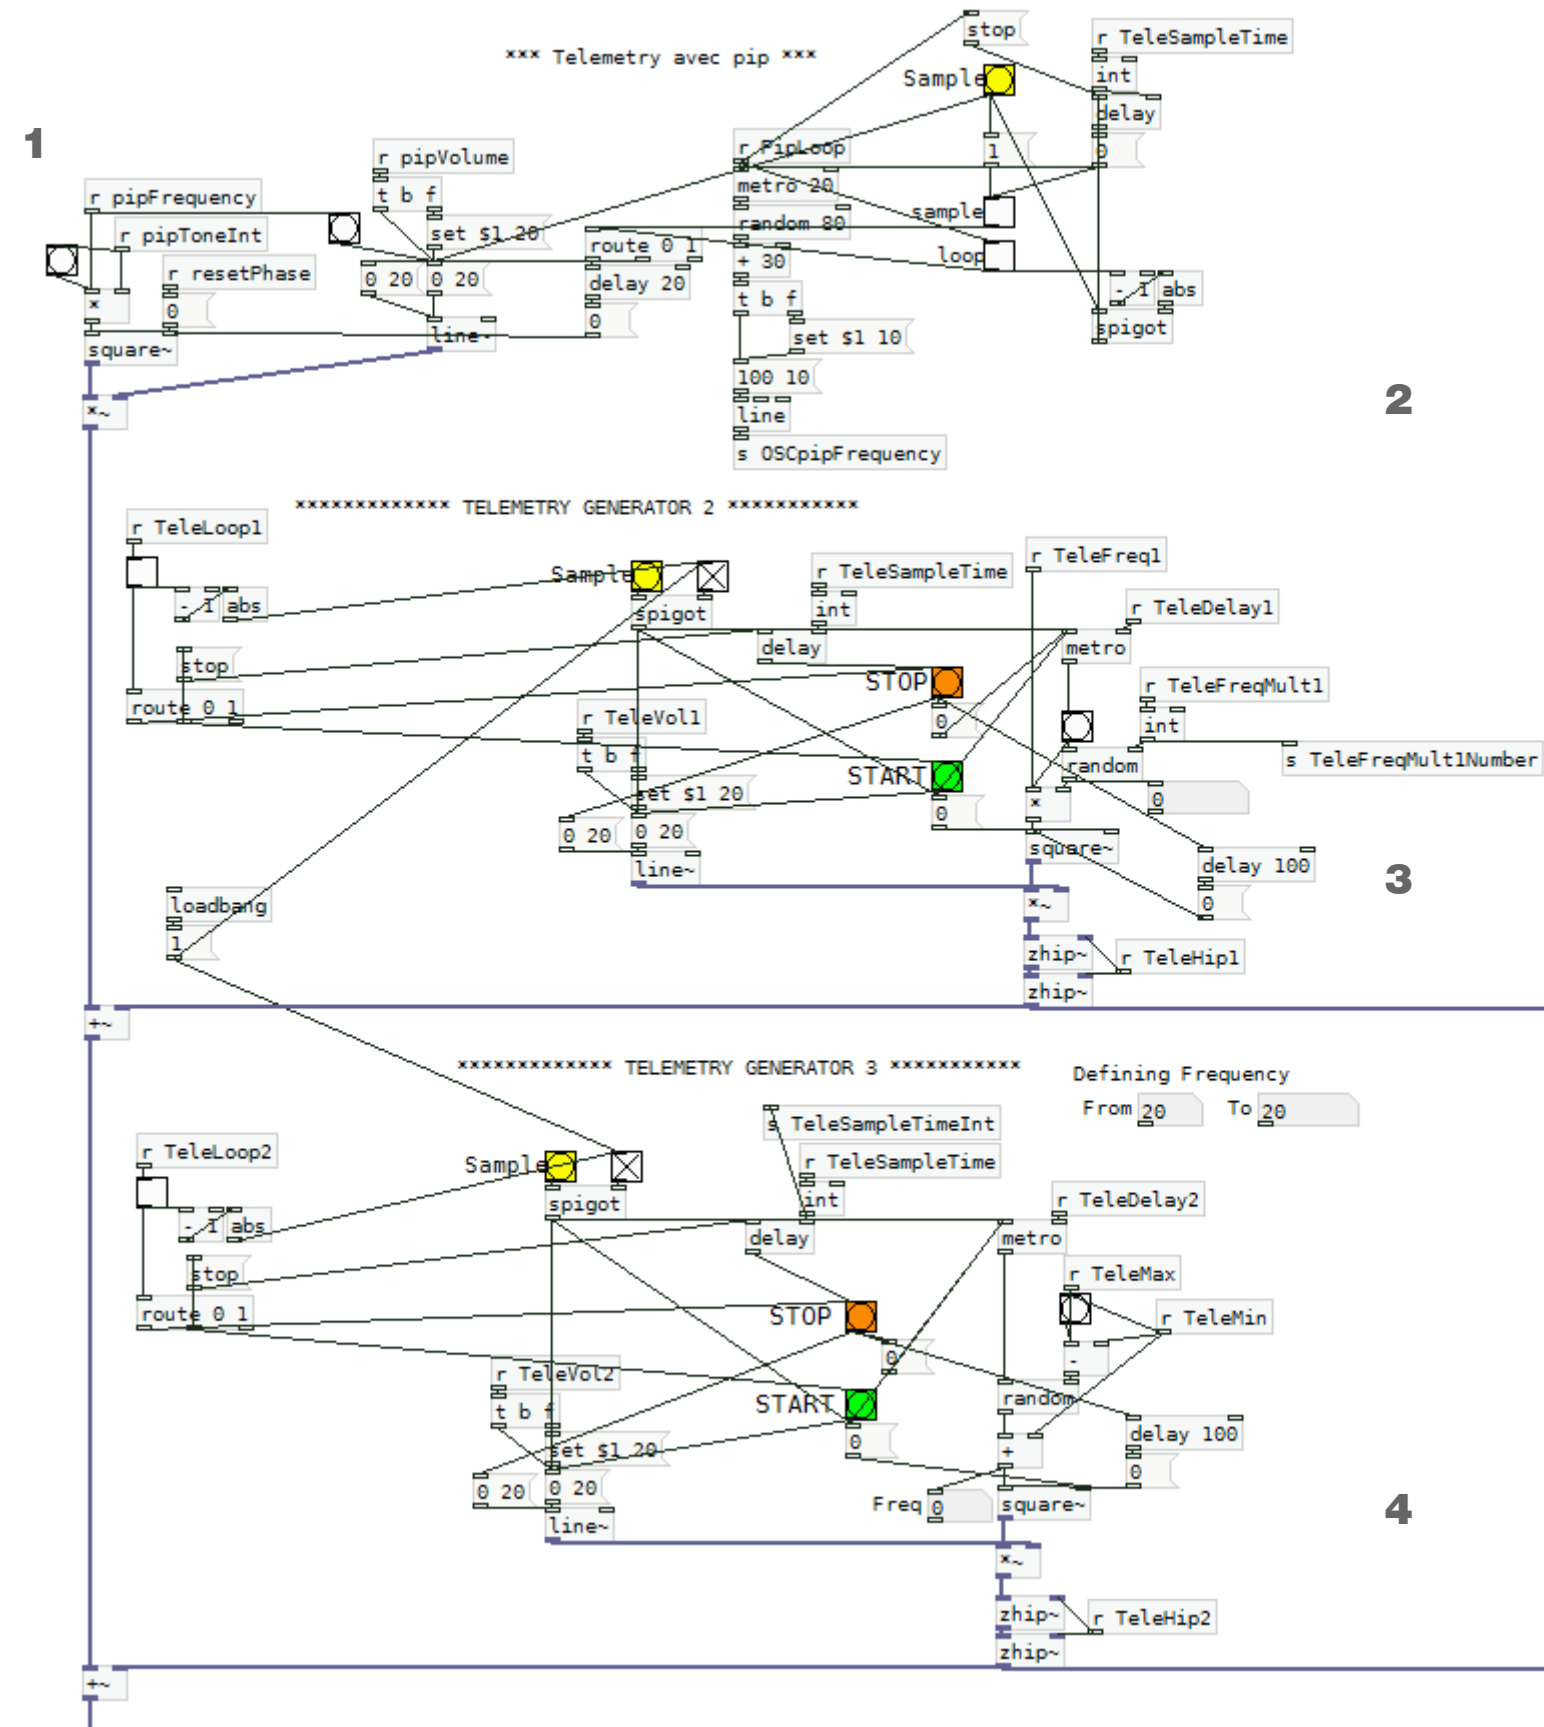 stop
r TeleSampleTime
*** Telemetry avec pip ***
Sample
int
delay
1
r pipVolume
r PipLoop
1
0
t b f
metro 20
r pipFrequency
sample
r pipToneInt
set $1 20
random 80
route 0 1
loop
+ 30
r resetPhase
0 20
0 20
delay 20
- 1
abs
*
0
t b f
0
line~
set $1 10
spigot
square~
100 10
2
*~
line
s OSCpipFrequency
************* TELEMETRY GENERATOR 2 ***********
r TeleLoop1
r TeleFreq1
Sample
r TeleSampleTime
- 1
abs
spigot
int
r TeleDelay1
delay
metro
stop
STOP
r TeleFreqMult1
route 0 1
r TeleVol1
0
int
t b f
random
s TeleFreqMult1Number
START
set $1 20
0
*
0
0 20
0 20
square~
line~
delay 100
3
loadbang
*~
0
1
zhip~
r TeleHip1
zhip~
+~
************* TELEMETRY GENERATOR 3 ***********
Defining Frequency
From 20
To 20
s TeleSampleTimeInt
r TeleLoop2
Sample
r TeleSampleTime
int
spigot
r TeleDelay2
- 1
abs
delay
metro
stop
r TeleMax
route 0 1
STOP
r TeleMin
0
-
r TeleVol2
START
random
t b f
0
delay 100
set $1 20
+
0
0 20
0 20
Freq 0
square~
4
line~
*~
zhip~
r TeleHip2
zhip~
+~